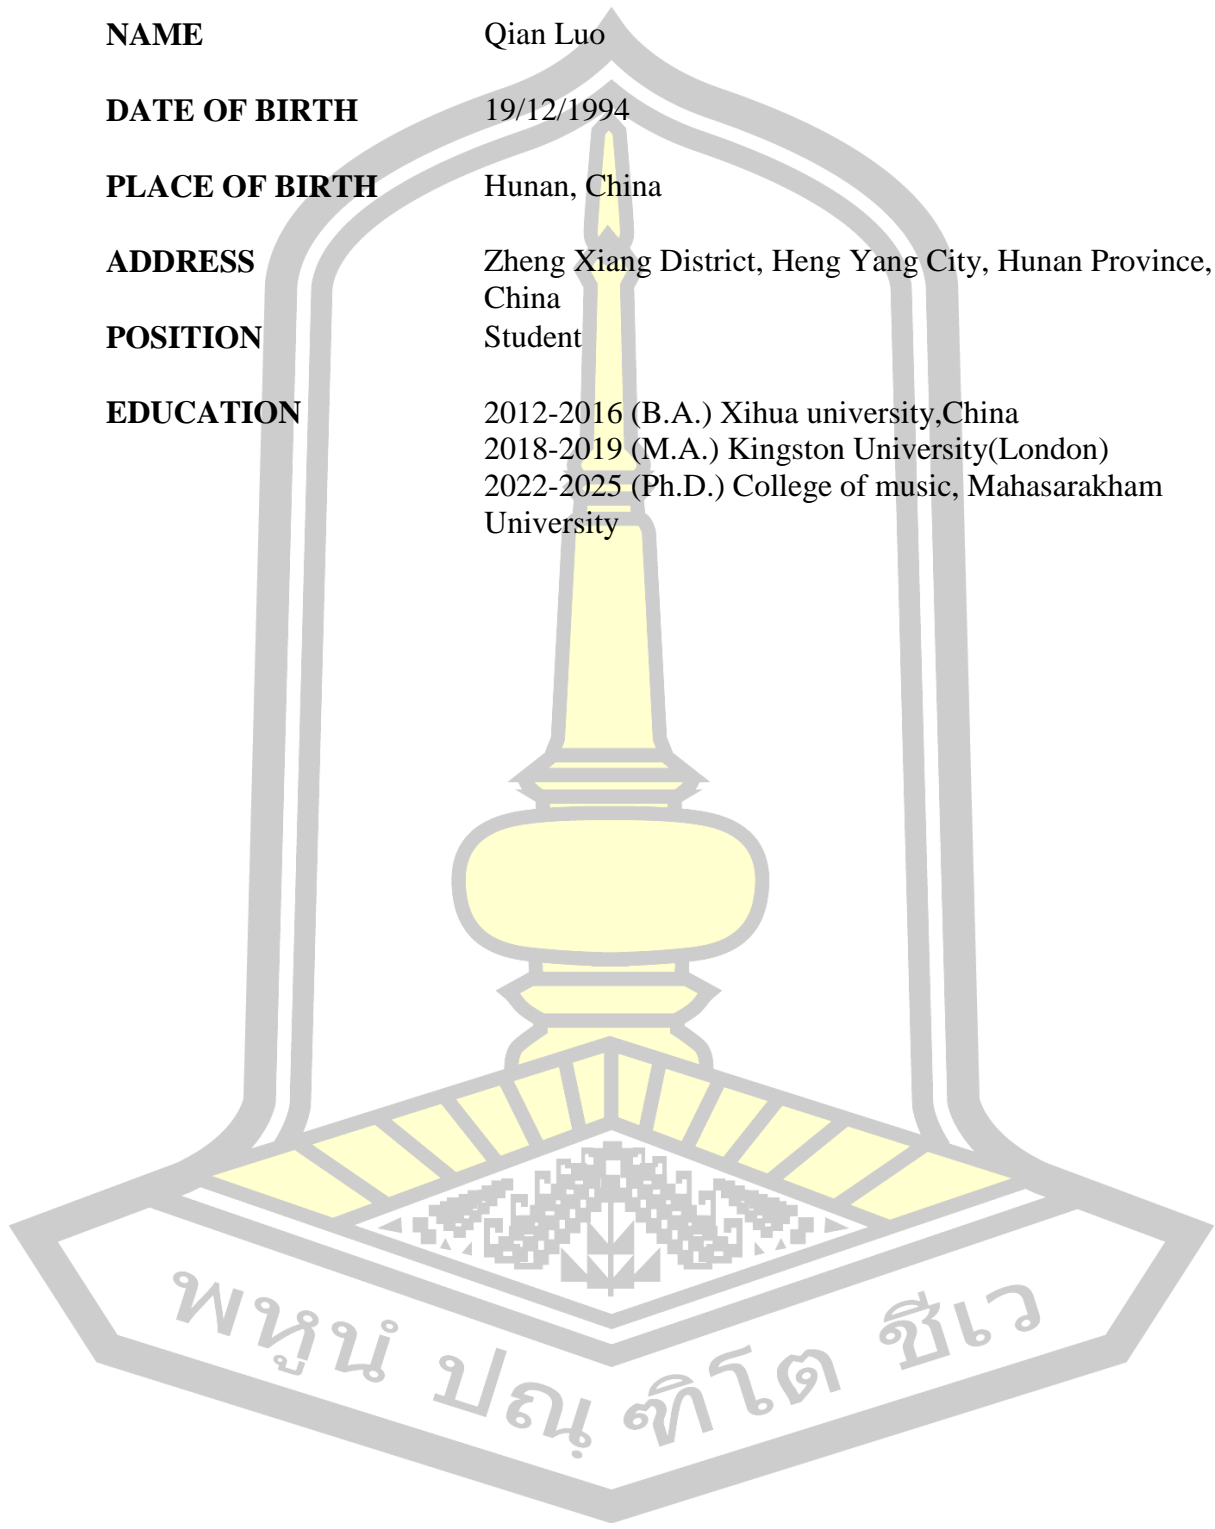 NAME Qian Luo
DATE OF BIRTH 19/12/1994
PLACE OF BIRTH Hunan, China
ADDRESS Zheng Xiang District, Heng Yang City, Hunan Province,
China
POSITION Student
EDUCATION 2012-2016 (B.A.) Xihua university,China
2018-2019 (M.A.) Kingston University(London)
2022-2025 (Ph.D.) College of music, Mahasarakham
University
พหูนํ ปณฺฑิโต ชีเว